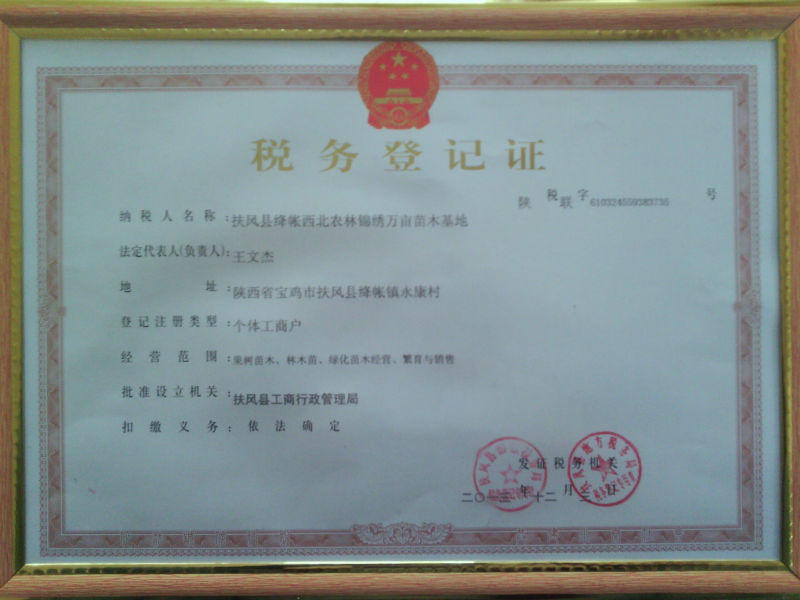 税务登记证
陕 税联字 610324559383735 号
纳税人名称：扶风县绛帐西北农林锦绣万亩苗木基地
法定代表人(负责人)：王文杰
地址：陕西省宝鸡市扶风县绛帐镇永康村
登记注册类型：个体工商户
经营范围：果树苗木、林木苗、绿化苗木经营、繁育与销售
批准设立机关：扶风县工商行政管理局
扣缴义务：依法确定
发证税务机关
二〇一 年 十二 月 日